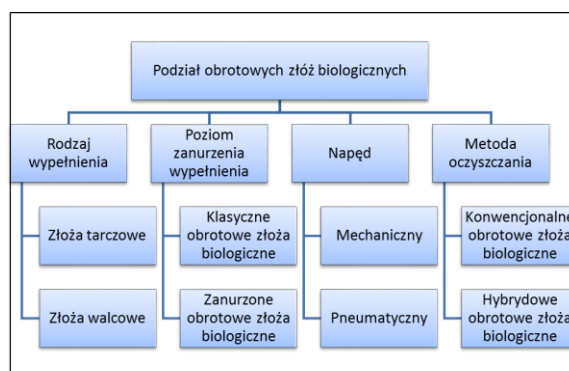 Podział obrotowych złóż biologicznych
Rodzaj
wypełnienia
Złoża tarczowe
Złoża walcowe
Poziom
zanurzenia
wypełnienia
Klasyczne
obrotowe złoża
biologiczne
Zanurzone
obrotowe złoża
biologiczne
Napęd
Mechaniczny
Pneumatyczny
Metoda
oczyszczania
Konwencjonalne
obrotowe złoża
biologiczne
Hybrydowe
obrotowe złoża
biologiczne